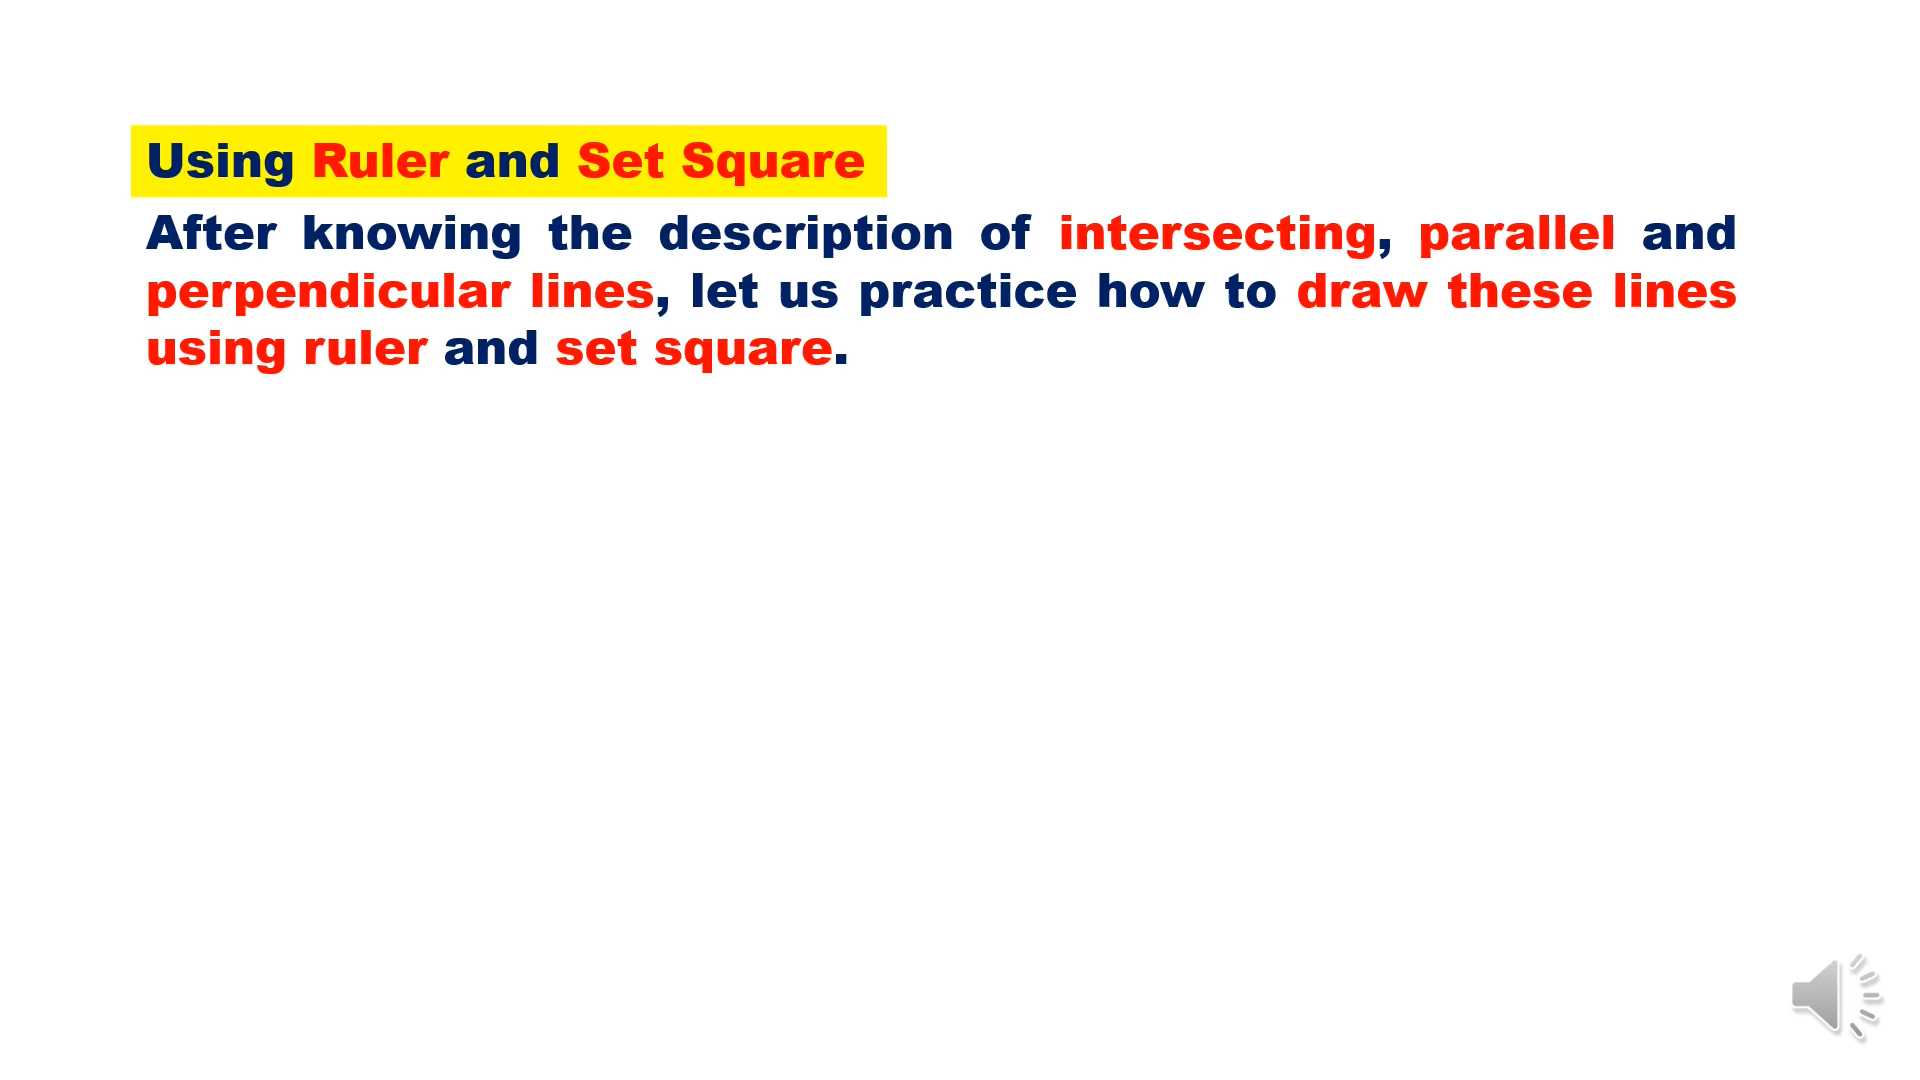 Using Ruler and Set Square
After knowing the description of intersecting, parallel and
perpendicular lines, let us practice how to draw these lines
using ruler and set square.